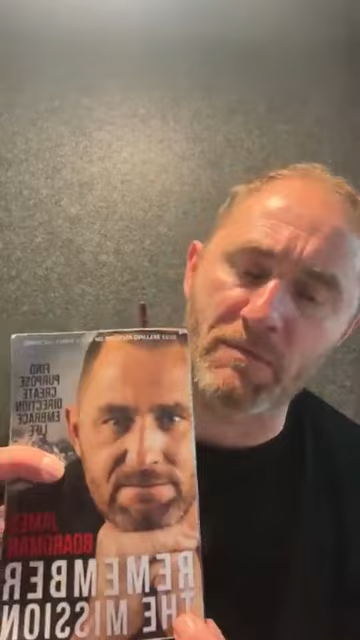 FIND
PURPOSE
CREATE
DIRECTION
EMBRACE
LIFE
JAMES
BOARDMAN
REMEMBER
THE MISSION